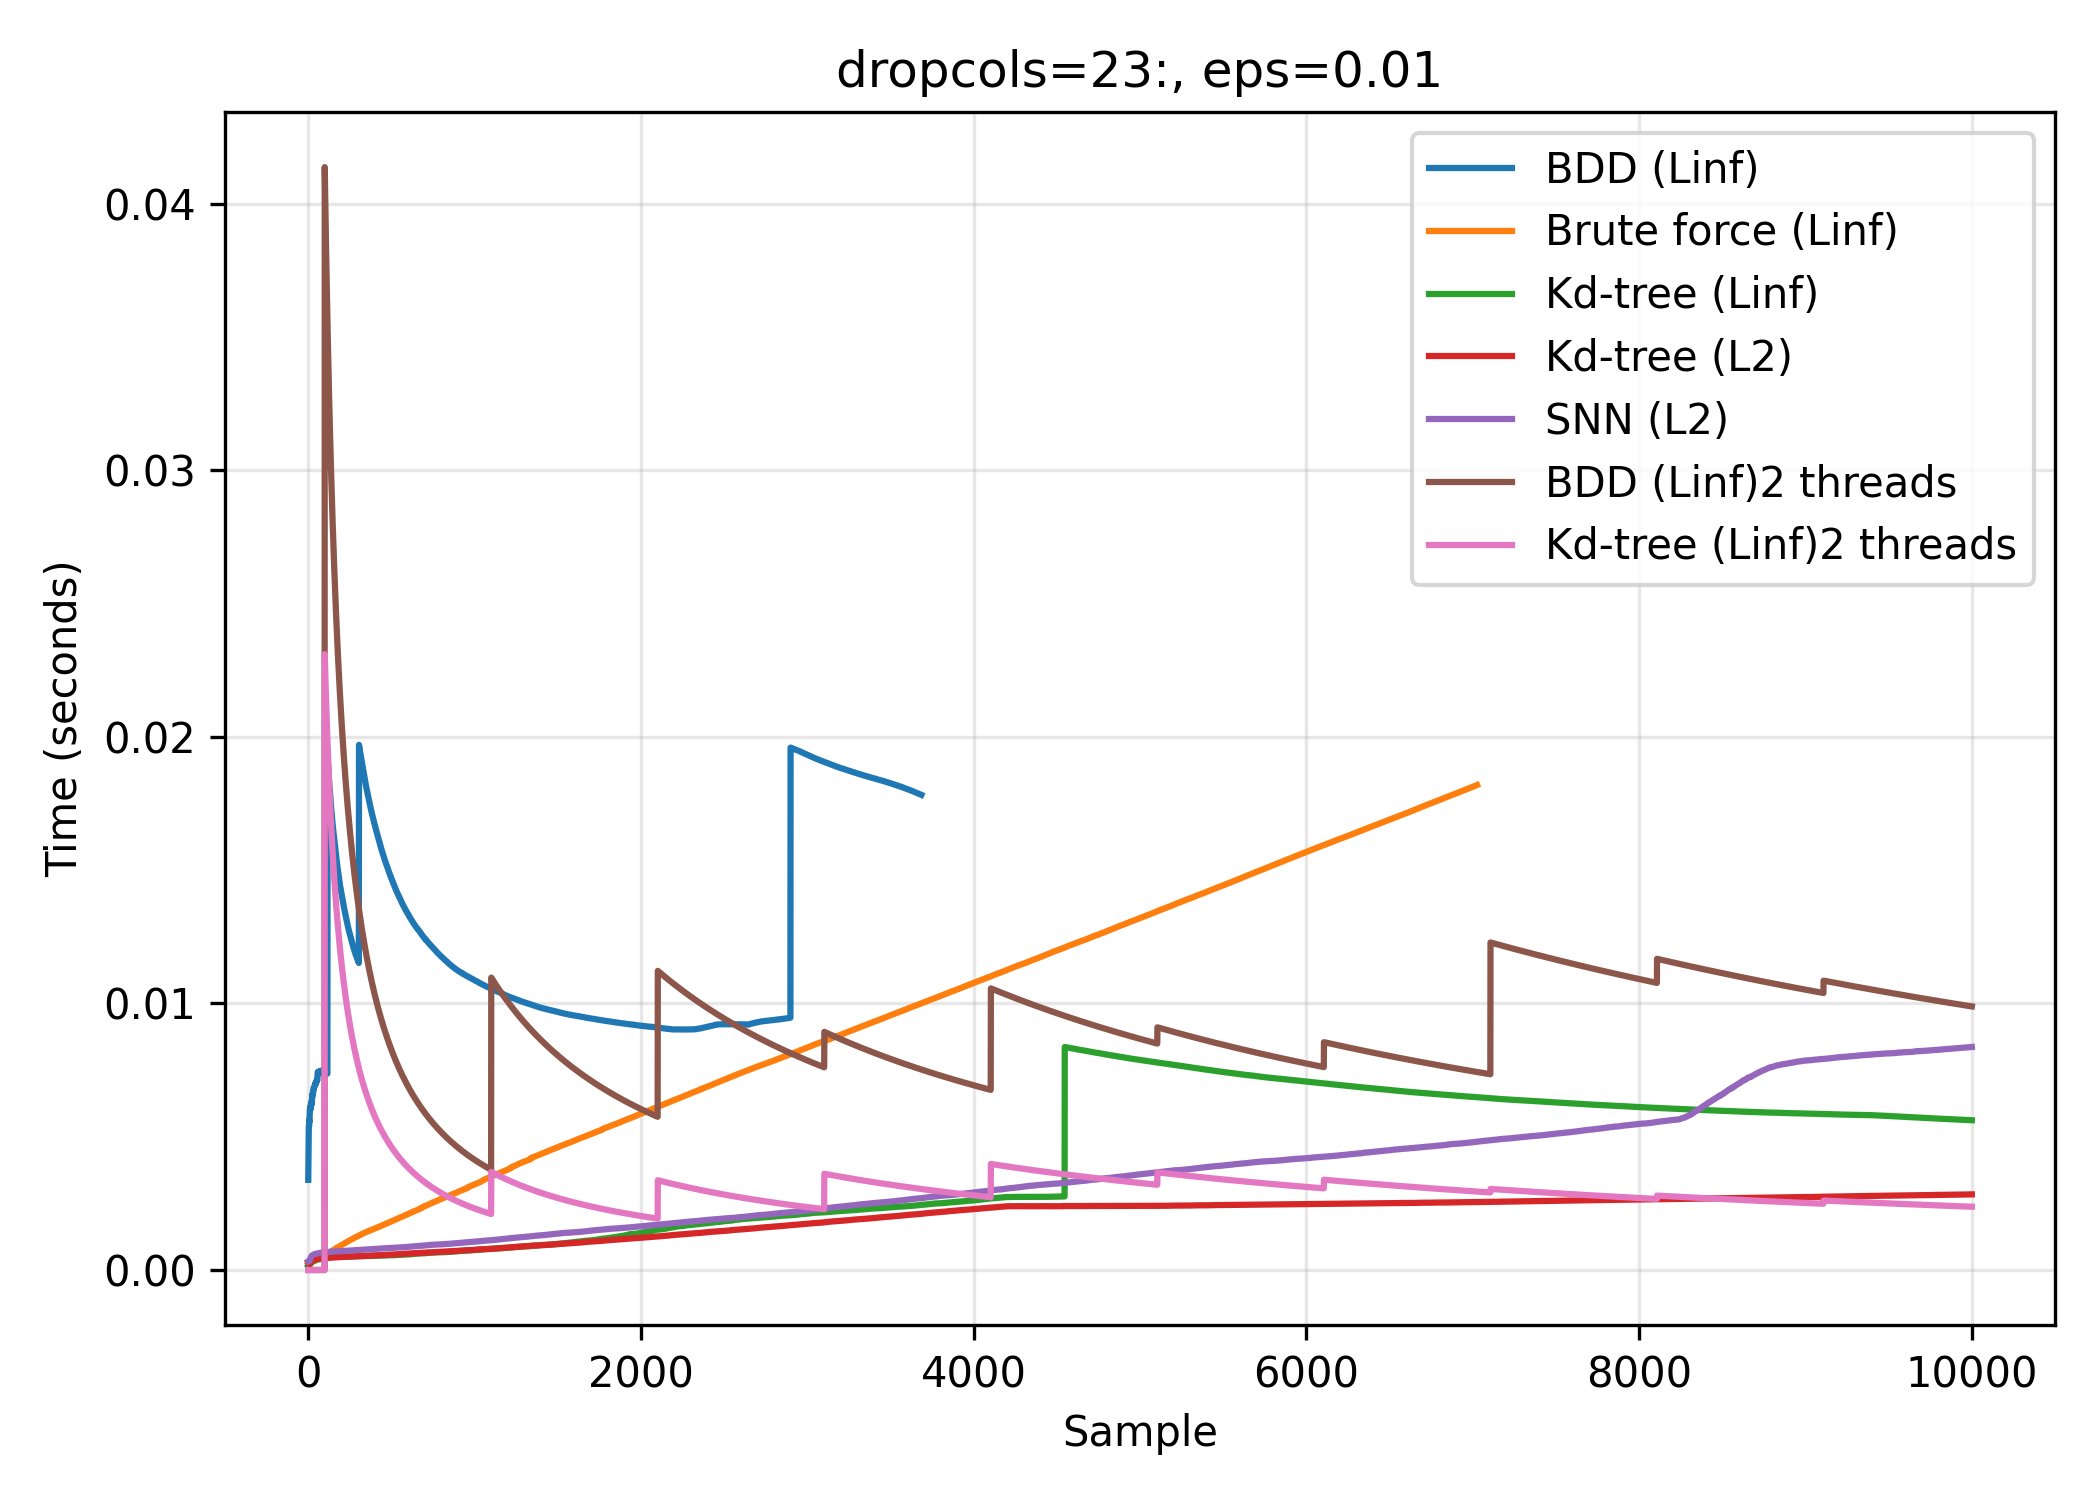 dropcols=23:, eps=0.01
BDD (Linf)
Brute force (Linf)
Kd-tree (Linf)
Kd-tree (L2)
SNN (L2)
BDD (Linf)2 threads
Kd-tree (Linf)2 threads
Time (seconds)
0.04
0.03
0.02
0.01
0.00
0 2000 4000 6000 8000 10000
Sample